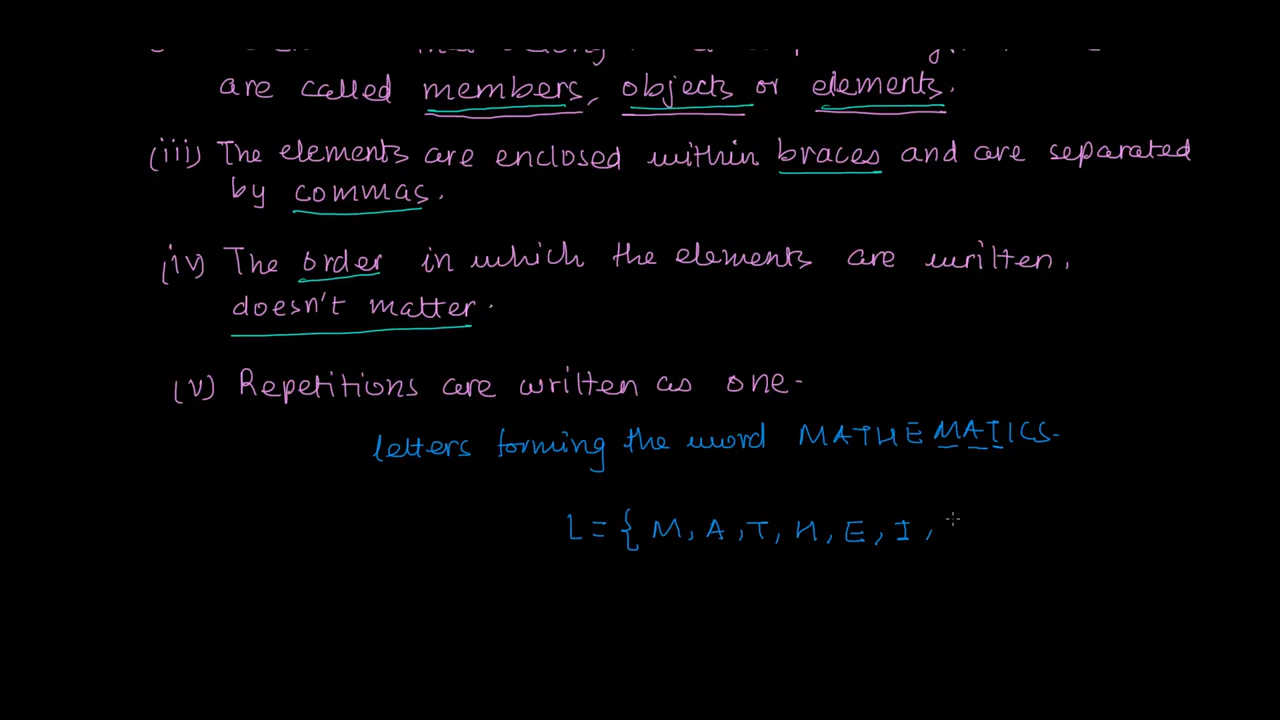 are called members, objects or elements.
(iii) The elements are enclosed within braces and are separated
by commas.
(iv) The order in which the elements are written,
doesn't matter.
(v) Repetitions are written as one.
letters forming the word MATHEMATICS.
L = { M, A, T, H, E, I,